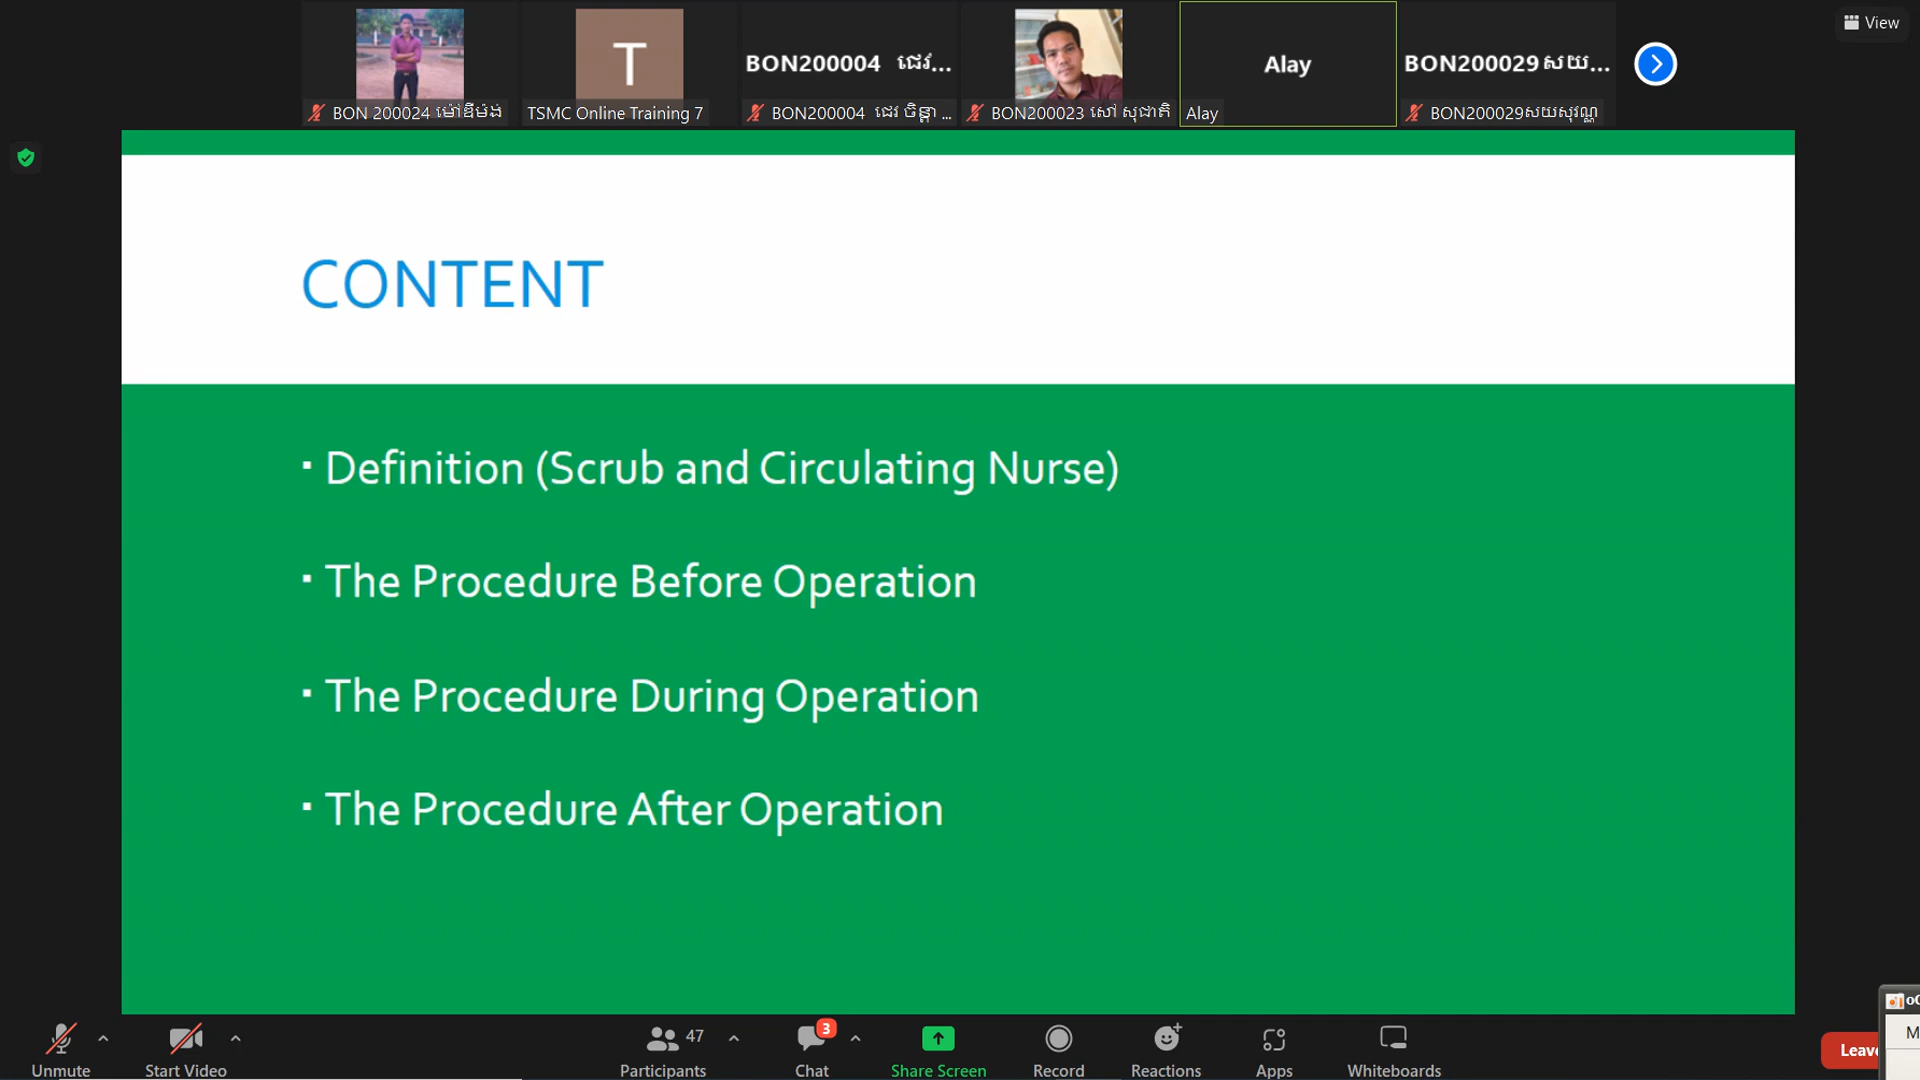 View
T
BON200004 ជេវ...
Alay
BON200029សយ...
BON 200024 ម៉ៅឌីម៉ង់
TSMC Online Training 7
BON200004 ជេវ ចិន្តា ...
BON200023 សៅ សុជាតិ
Alay
BON200029សយសុវណ្ណ
CONTENT
▪ Definition (Scrub and Circulating Nurse)
▪ The Procedure Before Operation
▪ The Procedure During Operation
▪ The Procedure After Operation
47
3
Unmute
Start Video
Participants
Chat
Share Screen
Record
Reactions
Apps
Whiteboards